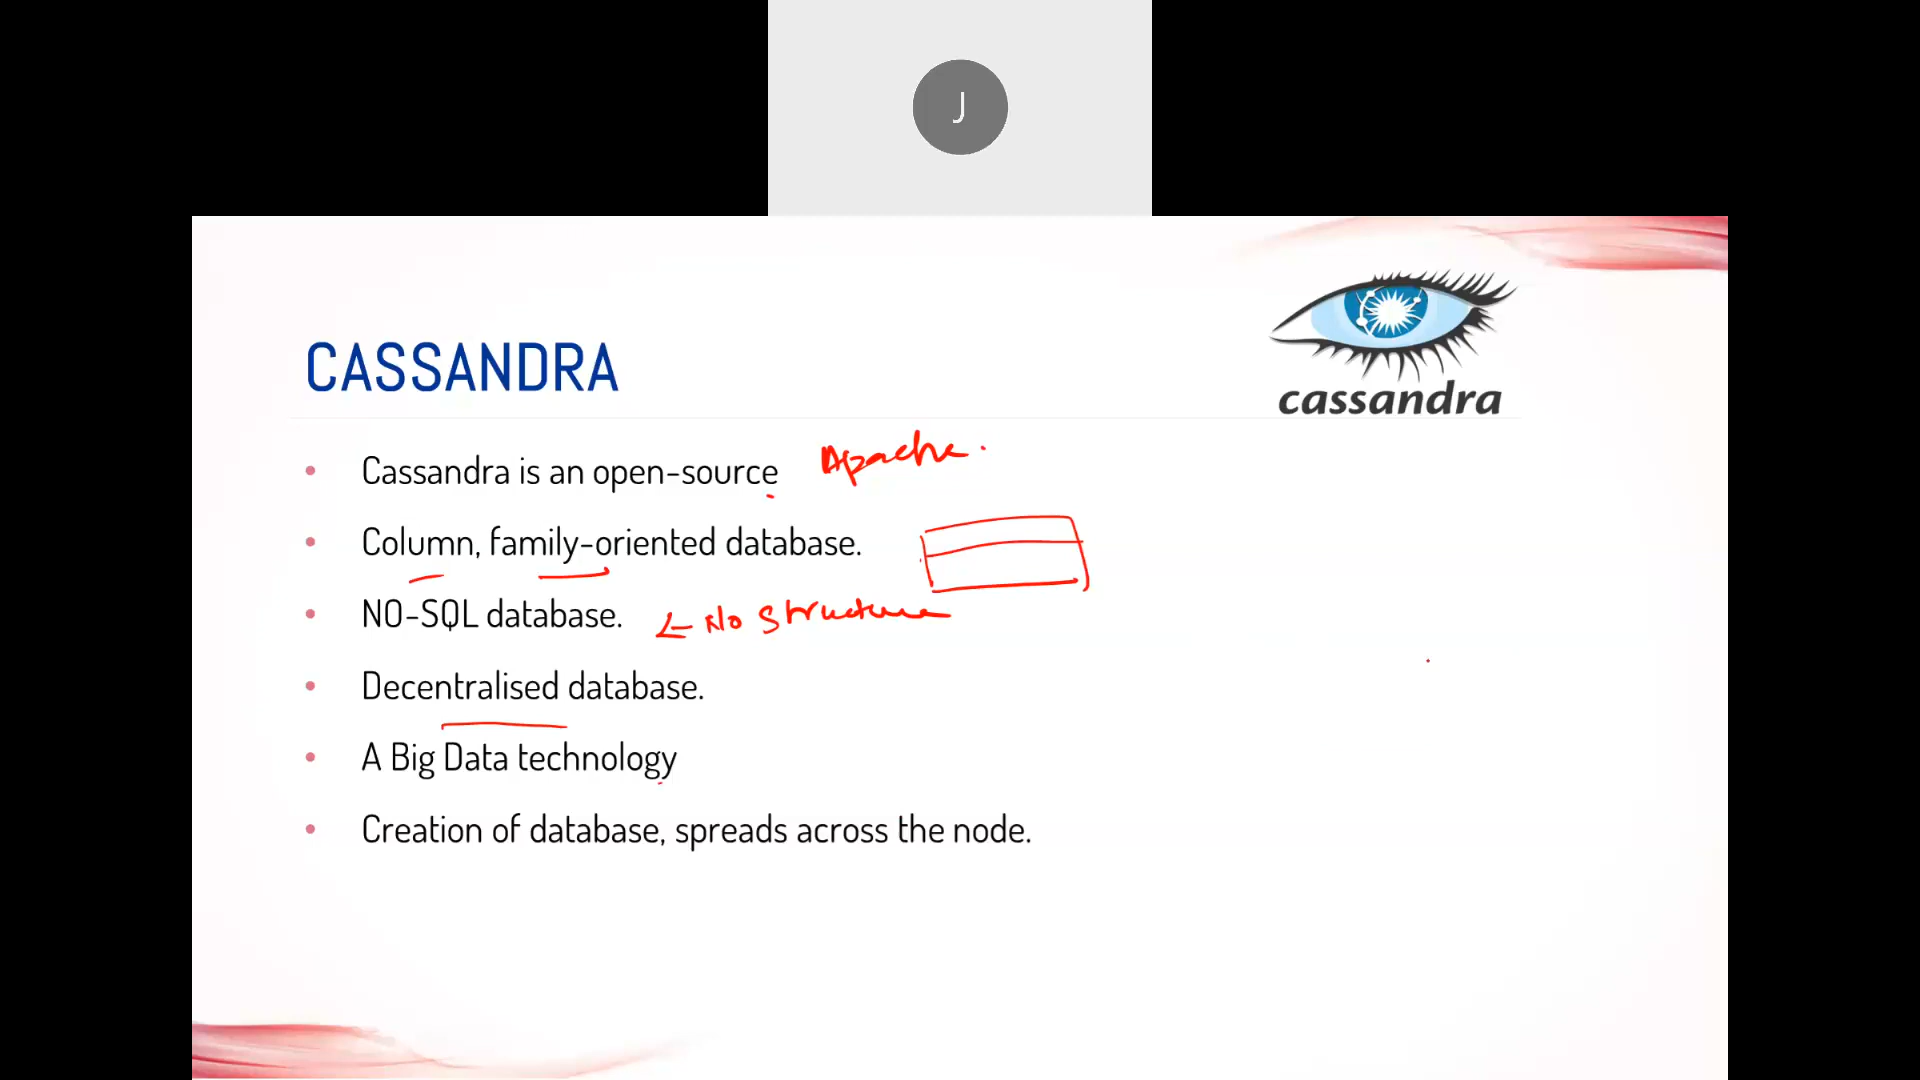 J
cassandra
CASSANDRA
• Cassandra is an open-source Apache.
• Column, family-oriented database.
• NO-SQL database. ← No Structure
• Decentralised database.
• A Big Data technology
• Creation of database, spreads across the node.